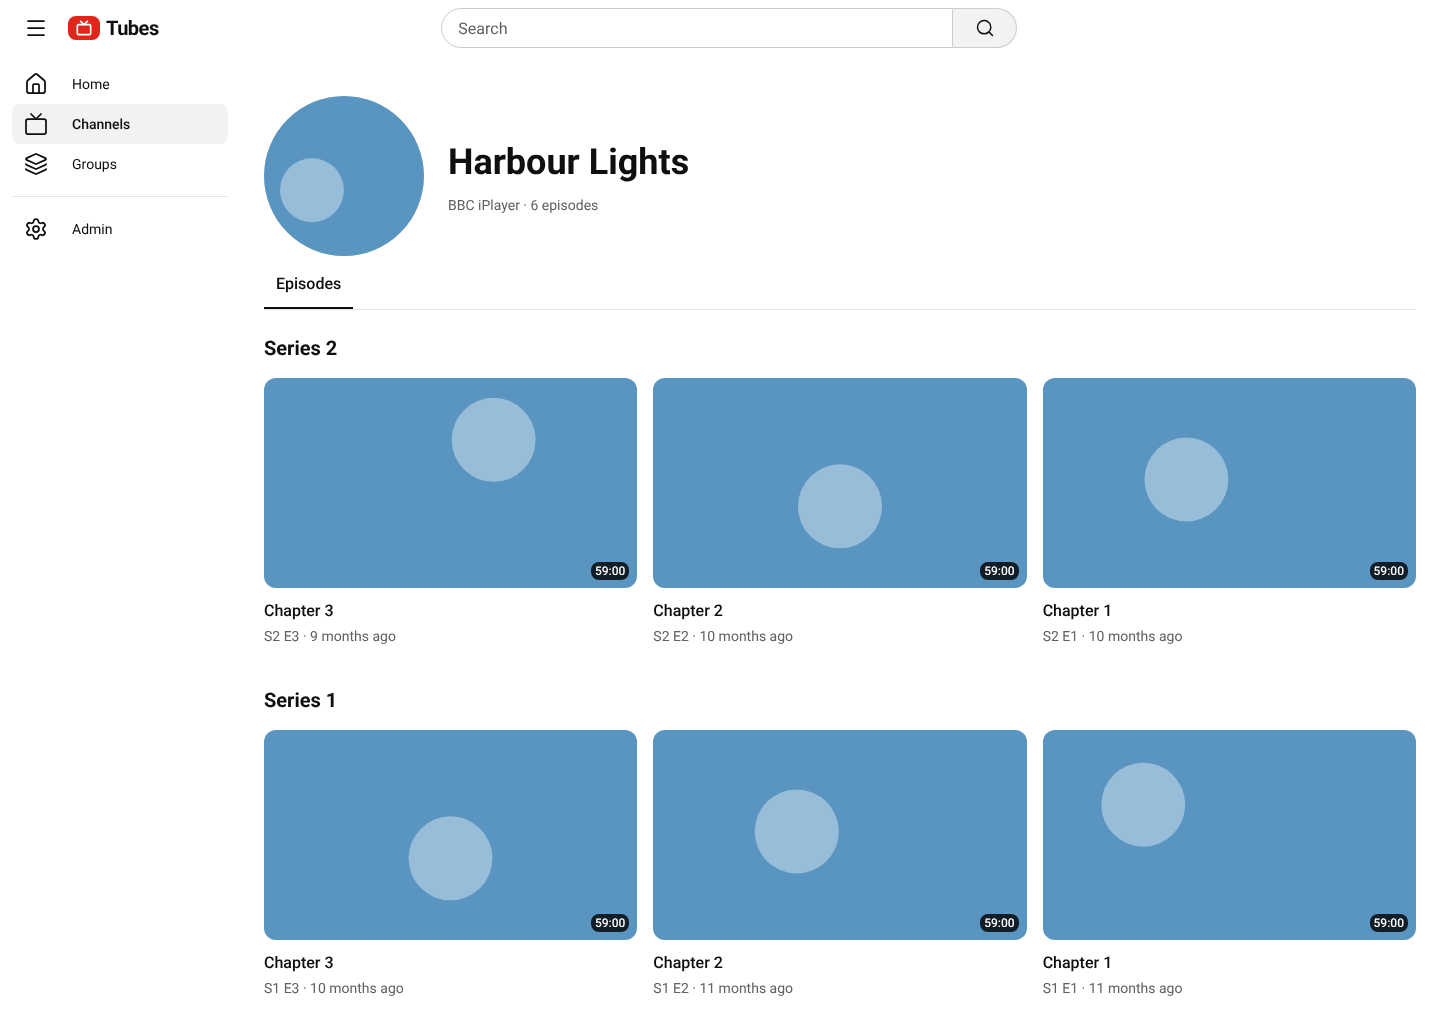 Tubes
Search
Home
Channels
Groups
Admin
Harbour Lights
BBC iPlayer · 6 episodes
Episodes
Series 2
59:00
59:00
59:00
Chapter 3
S2 E3 · 9 months ago
Chapter 2
S2 E2 · 10 months ago
Chapter 1
S2 E1 · 10 months ago
Series 1
59:00
59:00
59:00
Chapter 3
S1 E3 · 10 months ago
Chapter 2
S1 E2 · 11 months ago
Chapter 1
S1 E1 · 11 months ago